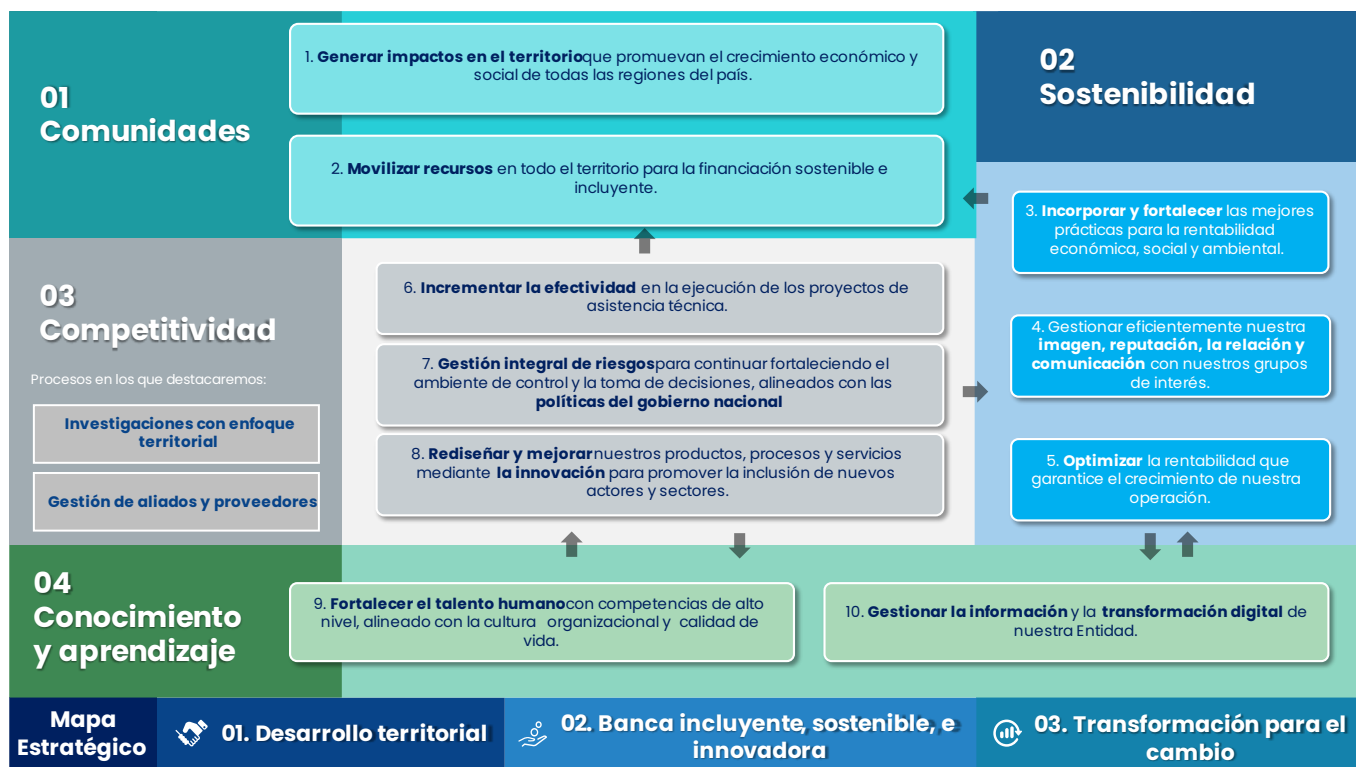 01
Comunidades
1. Generar impactos en el territorioque promuevan el crecimiento económico y
social de todas las regiones del país.
2. Movilizar recursos en todo el territorio para la financiación sostenible e
incluyente.
02
Sostenibilidad
3. Incorporar y fortalecer las mejores
prácticas para la rentabilidad
económica, social y ambiental.
4. Gestionar eficientemente nuestra
imagen, reputación, la relación y
comunicación con nuestros grupos
de interés.
5. Optimizar la rentabilidad que
garantice el crecimiento de nuestra
operación.
03
Competitividad
Procesos en los que destacaremos:
Investigaciones con enfoque
territorial
Gestión de aliados y proveedores
6. Incrementar la efectividad en la ejecución de los proyectos de
asistencia técnica.
7. Gestión integral de riesgospara continuar fortaleciendo el
ambiente de control y la toma de decisiones, alineados con las
políticas del gobierno nacional
8. Rediseñar y mejorarnuestros productos, procesos y servicios
mediante la innovación para promover la inclusión de nuevos
actores y sectores.
04
Conocimiento
y aprendizaje
9. Fortalecer el talento humanocon competencias de alto
nivel, alineado con la cultura organizacional y calidad de
vida.
10. Gestionar la información y la transformación digital de
nuestra Entidad.
Mapa
Estratégico
01. Desarrollo territorial
02. Banca incluyente, sostenible, e
innovadora
03. Transformación para el
cambio